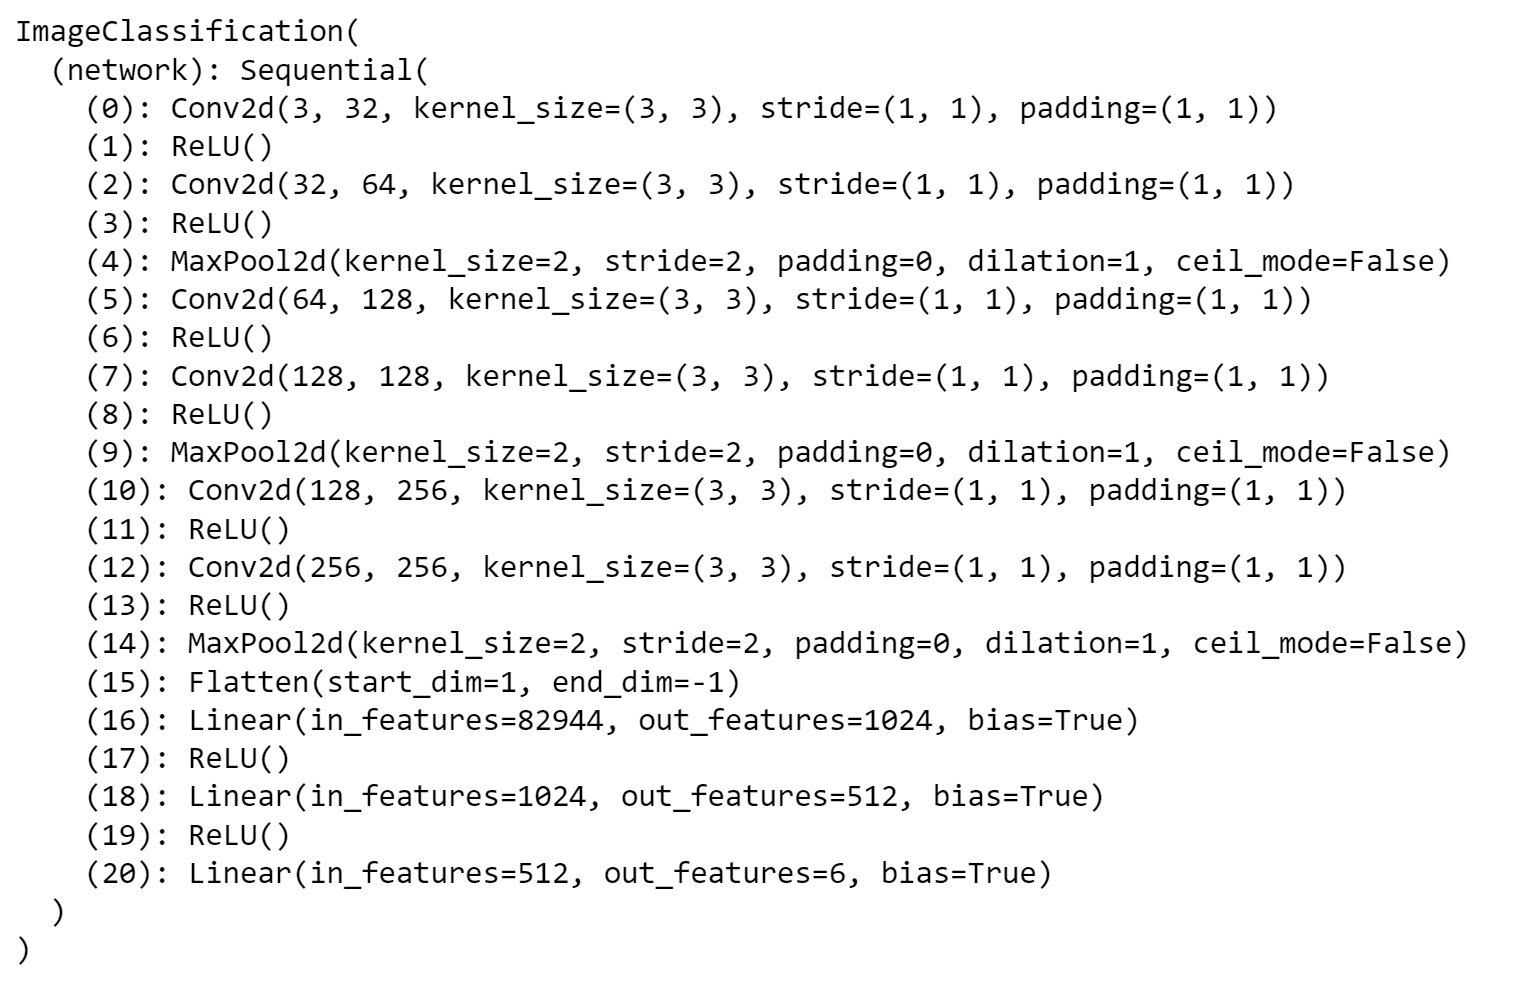 ImageClassification(
  (network): Sequential(
    (0): Conv2d(3, 32, kernel_size=(3, 3), stride=(1, 1), padding=(1, 1))
    (1): ReLU()
    (2): Conv2d(32, 64, kernel_size=(3, 3), stride=(1, 1), padding=(1, 1))
    (3): ReLU()
    (4): MaxPool2d(kernel_size=2, stride=2, padding=0, dilation=1, ceil_mode=False)
    (5): Conv2d(64, 128, kernel_size=(3, 3), stride=(1, 1), padding=(1, 1))
    (6): ReLU()
    (7): Conv2d(128, 128, kernel_size=(3, 3), stride=(1, 1), padding=(1, 1))
    (8): ReLU()
    (9): MaxPool2d(kernel_size=2, stride=2, padding=0, dilation=1, ceil_mode=False)
    (10): Conv2d(128, 256, kernel_size=(3, 3), stride=(1, 1), padding=(1, 1))
    (11): ReLU()
    (12): Conv2d(256, 256, kernel_size=(3, 3), stride=(1, 1), padding=(1, 1))
    (13): ReLU()
    (14): MaxPool2d(kernel_size=2, stride=2, padding=0, dilation=1, ceil_mode=False)
    (15): Flatten(start_dim=1, end_dim=-1)
    (16): Linear(in_features=82944, out_features=1024, bias=True)
    (17): ReLU()
    (18): Linear(in_features=1024, out_features=512, bias=True)
    (19): ReLU()
    (20): Linear(in_features=512, out_features=6, bias=True)
  )
)